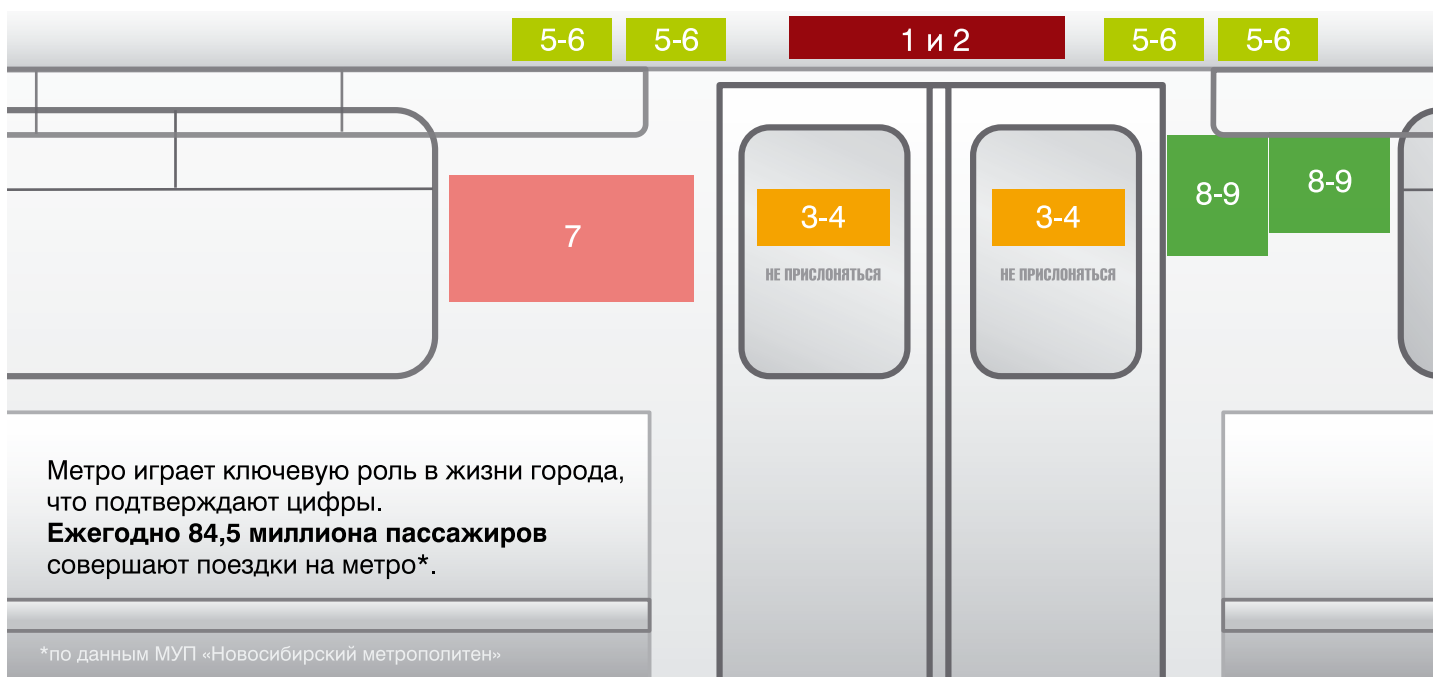 5-6 5-6 1 и 2 5-6 5-6
7
3-4 3-4
8-9 8-9
НЕ ПРИСЛОНЯТЬСЯ НЕ ПРИСЛОНЯТЬСЯ
Метро играет ключевую роль в жизни города,
что подтверждают цифры.
Ежегодно 84,5 миллиона пассажиров
совершают поездки на метро*.
*по данным МУП «Новосибирский метрополитен»